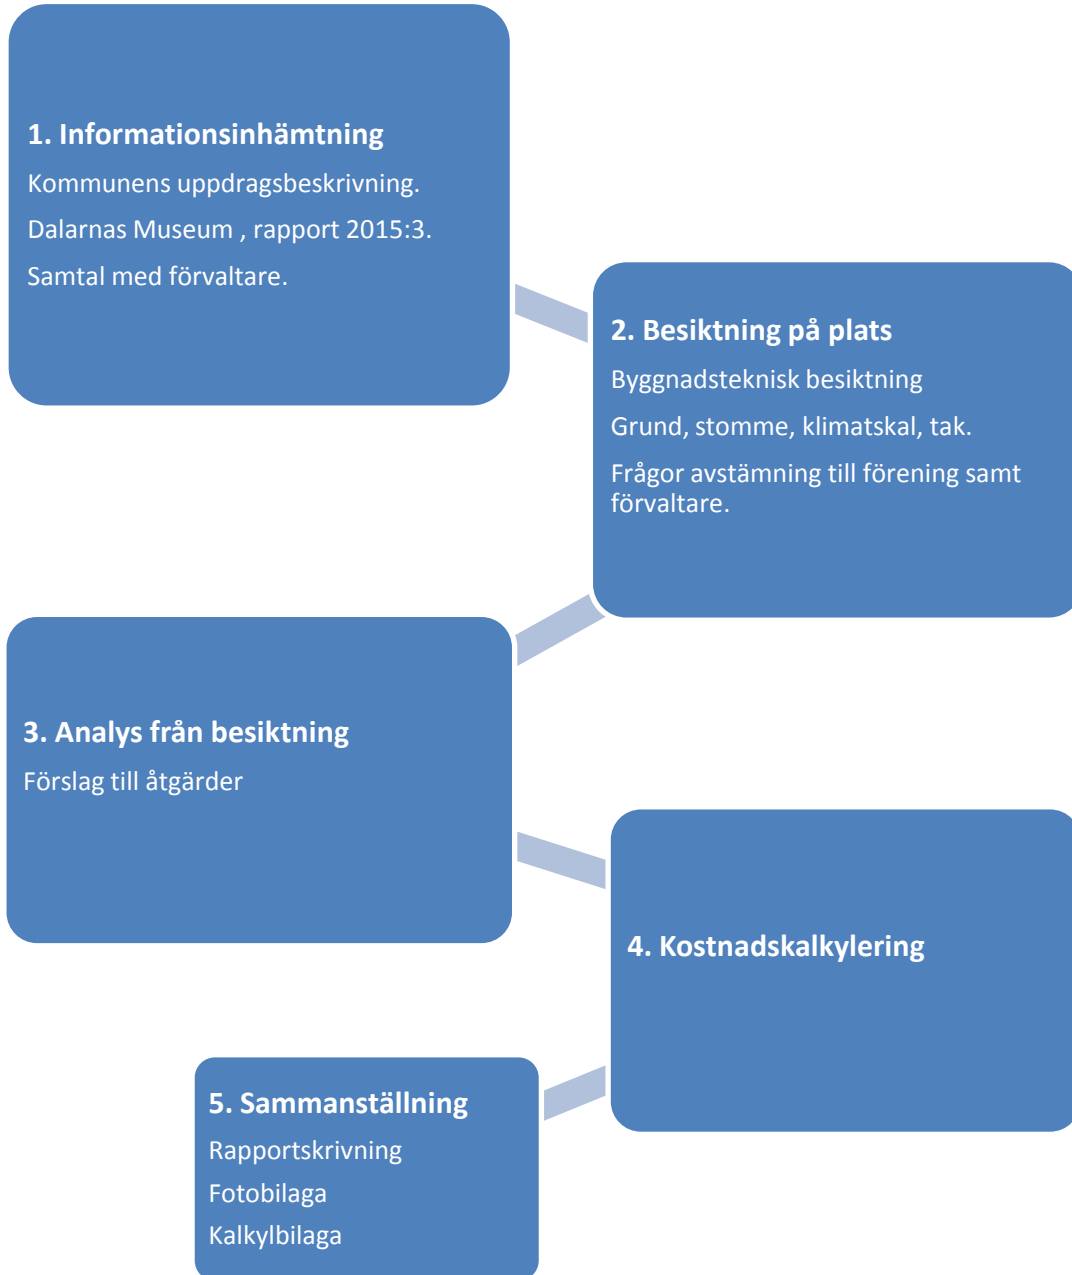 1. Informationsinhämtning
Kommunens uppdragsbeskrivning.
Dalarnas Museum , rapport 2015:3.
Samtal med förvaltare.
2. Besiktning på plats
Byggnadsteknisk besiktning
Grund, stomme, klimatskal, tak.
Frågor avstämning till förening samt
förvaltare.
3. Analys från besiktning
Förslag till åtgärder
4. Kostnadskalkylering
5. Sammanställning
Rapportskrivning
Fotobilaga
Kalkylbilaga